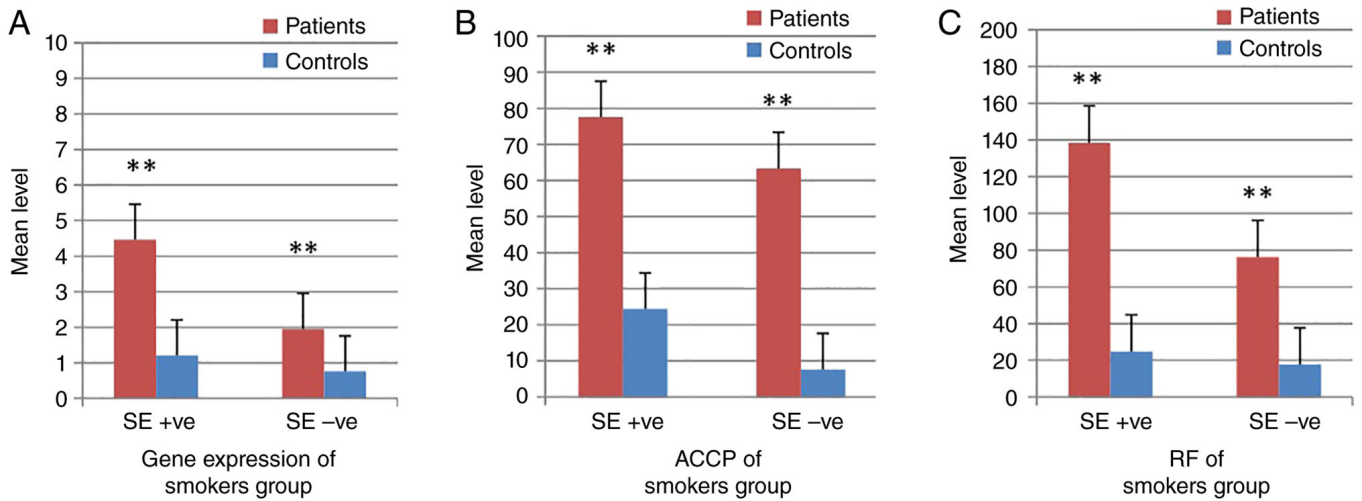 A
Patients
Controls
10
9
8
7
6
5
4
3
2
1
0
Mean level
**
**
SE +ve
SE –ve
Gene expression of
smokers group
B
Patients
Controls
100
90
80
70
60
50
40
30
20
10
0
Mean level
**
**
SE +ve
SE –ve
ACCP of
smokers group
C
Patients
Controls
200
180
160
140
120
100
80
60
40
20
0
Mean level
**
**
SE +ve
SE –ve
RF of
smokers group